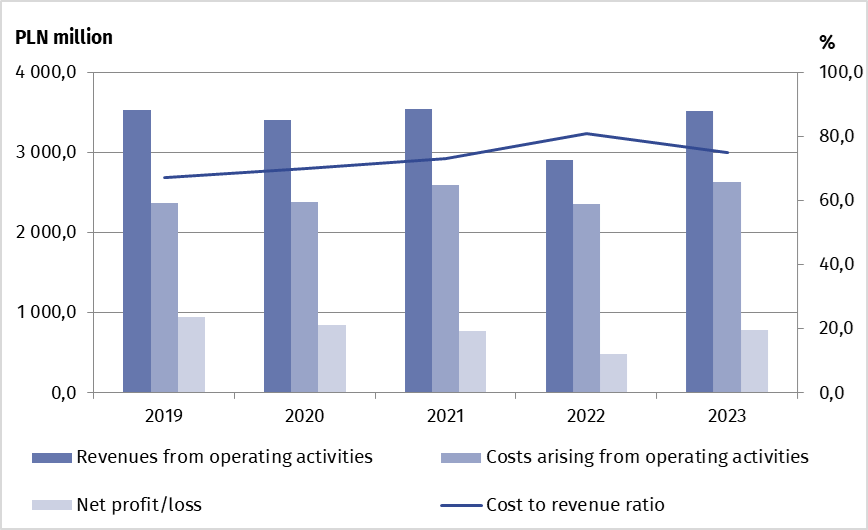 PLN million
%
4 000,0
3 000,0
2 000,0
1 000,0
0,0
100,0
80,0
60,0
40,0
20,0
0,0
2019 2020 2021 2022 2023
Revenues from operating activities
Costs arising from operating activities
Net profit/loss
Cost to revenue ratio